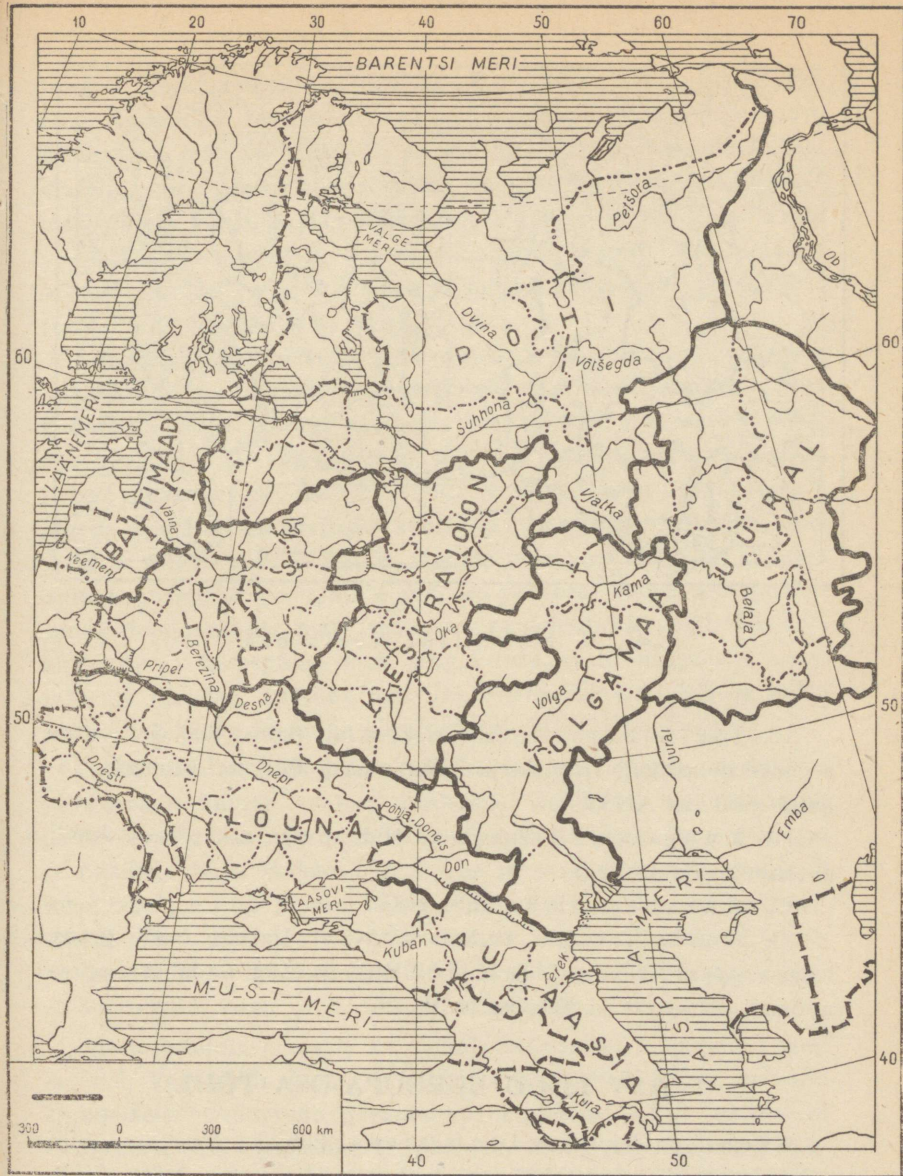 10 20 30 40 50 60 70
BARENTSI MERI
Petšora
Ob
VALGE
MERI
Dvina
PÕHI
Võtšegda
60
60
Suhhona
LÄÄNEMERI
BALTIMAAD
Väina
Neemen
LÄÄS
KESKRAJOON
Vjatka
UURAL
Kama
Belaja
Oka
Berezina
Pripet
Desna
Volga
VOLGAMAA
50
50
Uural
Dnestr
Dnepr
Põhja-Donets
Emba
LÕUNA
Don
AASOVI
MERI
KAUKAASIA
Kuban
Terek
KASPIA MERI
MUST MERI
Kura
40
300 0 300 600 km
40 50